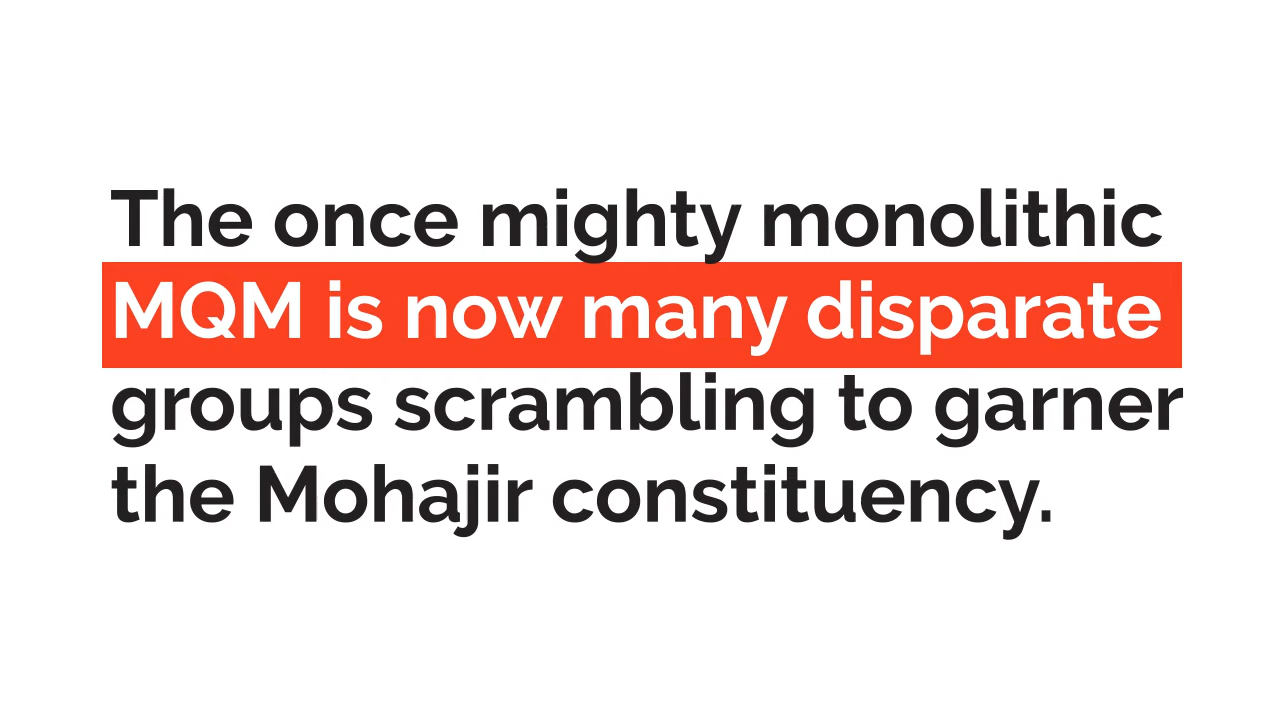 The once mighty monolithic
MQM is now many disparate
groups scrambling to garner
the Mohajir constituency.